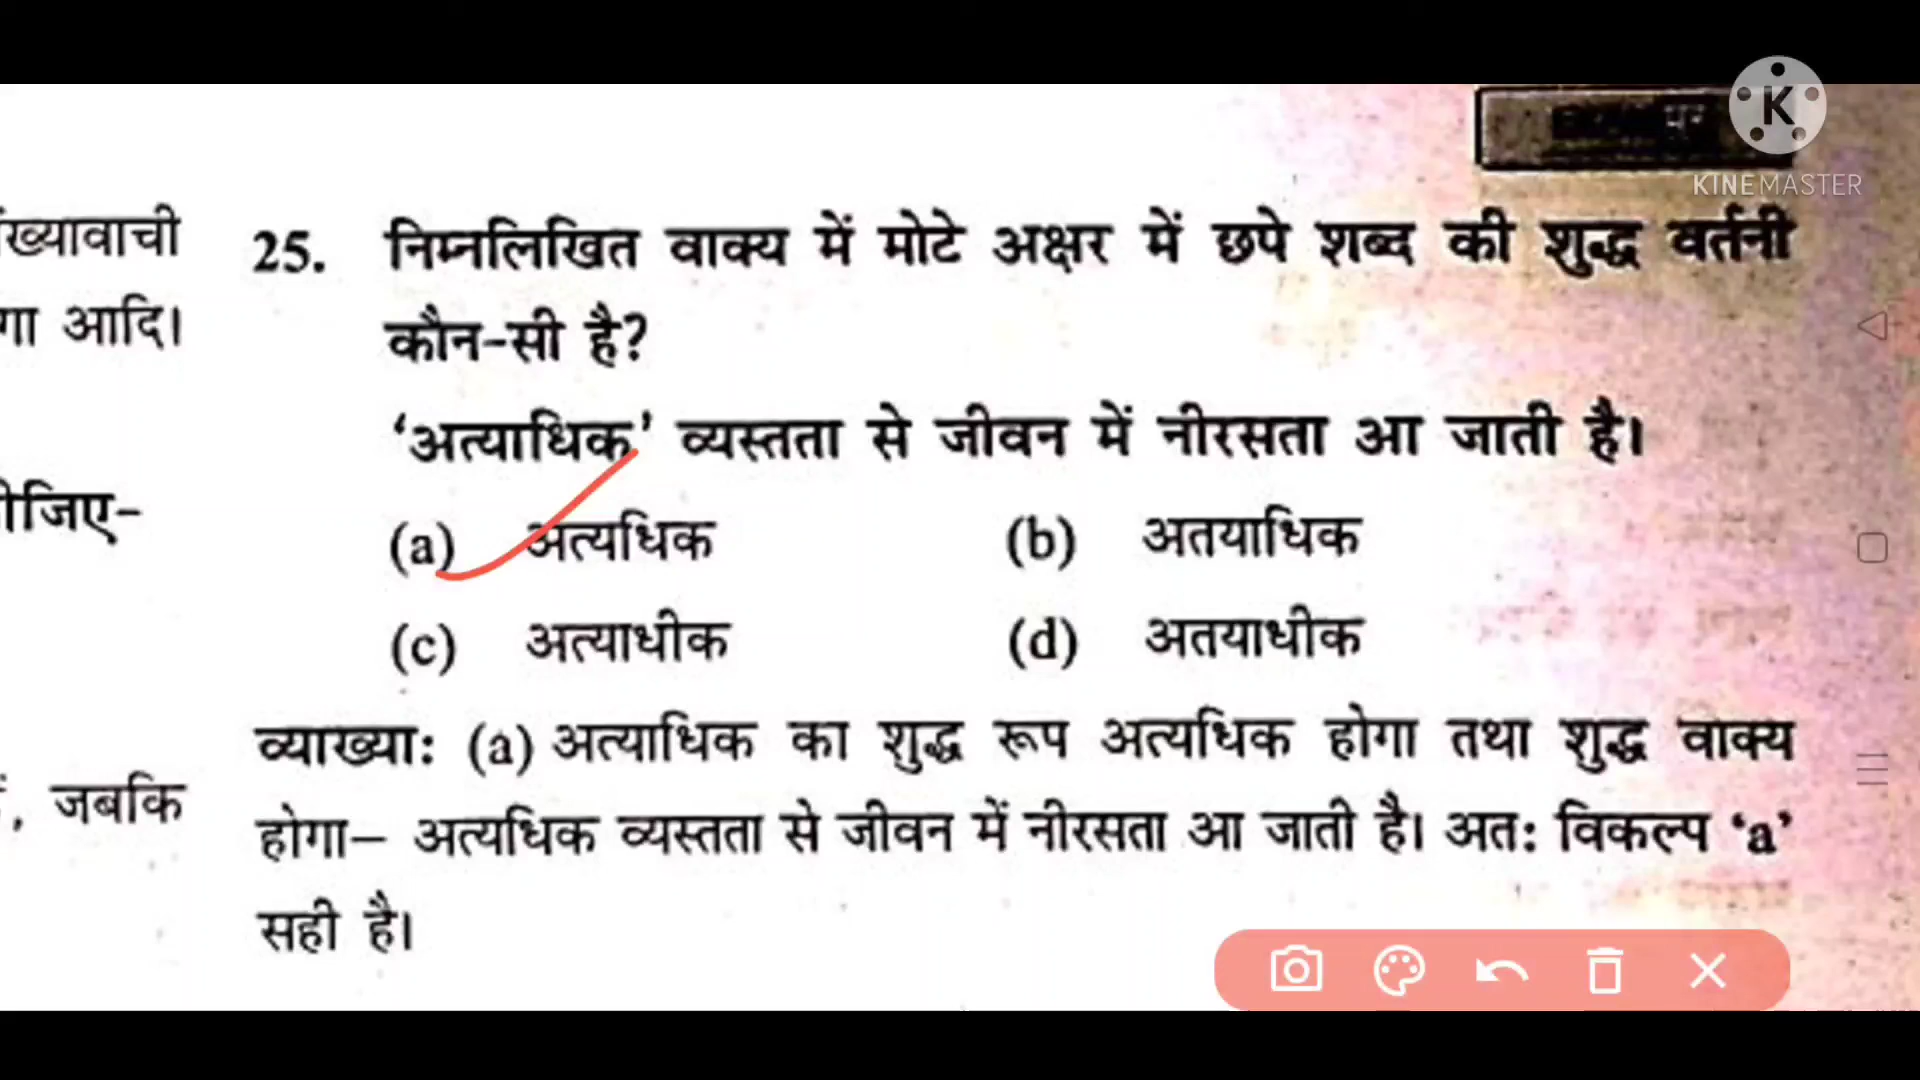 KINEMASTER
ख्यावाची
गा आदि।
जिए-
जबकि
25. निम्नलिखित वाक्य में मोटे अक्षर में छपे शब्द की शुद्ध वर्तनी
कौन-सी है?
‘अत्याधिक’ व्यस्तता से जीवन में नीरसता आ जाती है।
(a) अत्यधिक (b) अतयाधिक
(c) अत्याधीक (d) अतयाधीक
व्याख्या: (a) अत्याधिक का शुद्ध रूप अत्यधिक होगा तथा शुद्ध वाक्य
होगा– अत्यधिक व्यस्तता से जीवन में नीरसता आ जाती है। अत: विकल्प ‘a’
सही है।